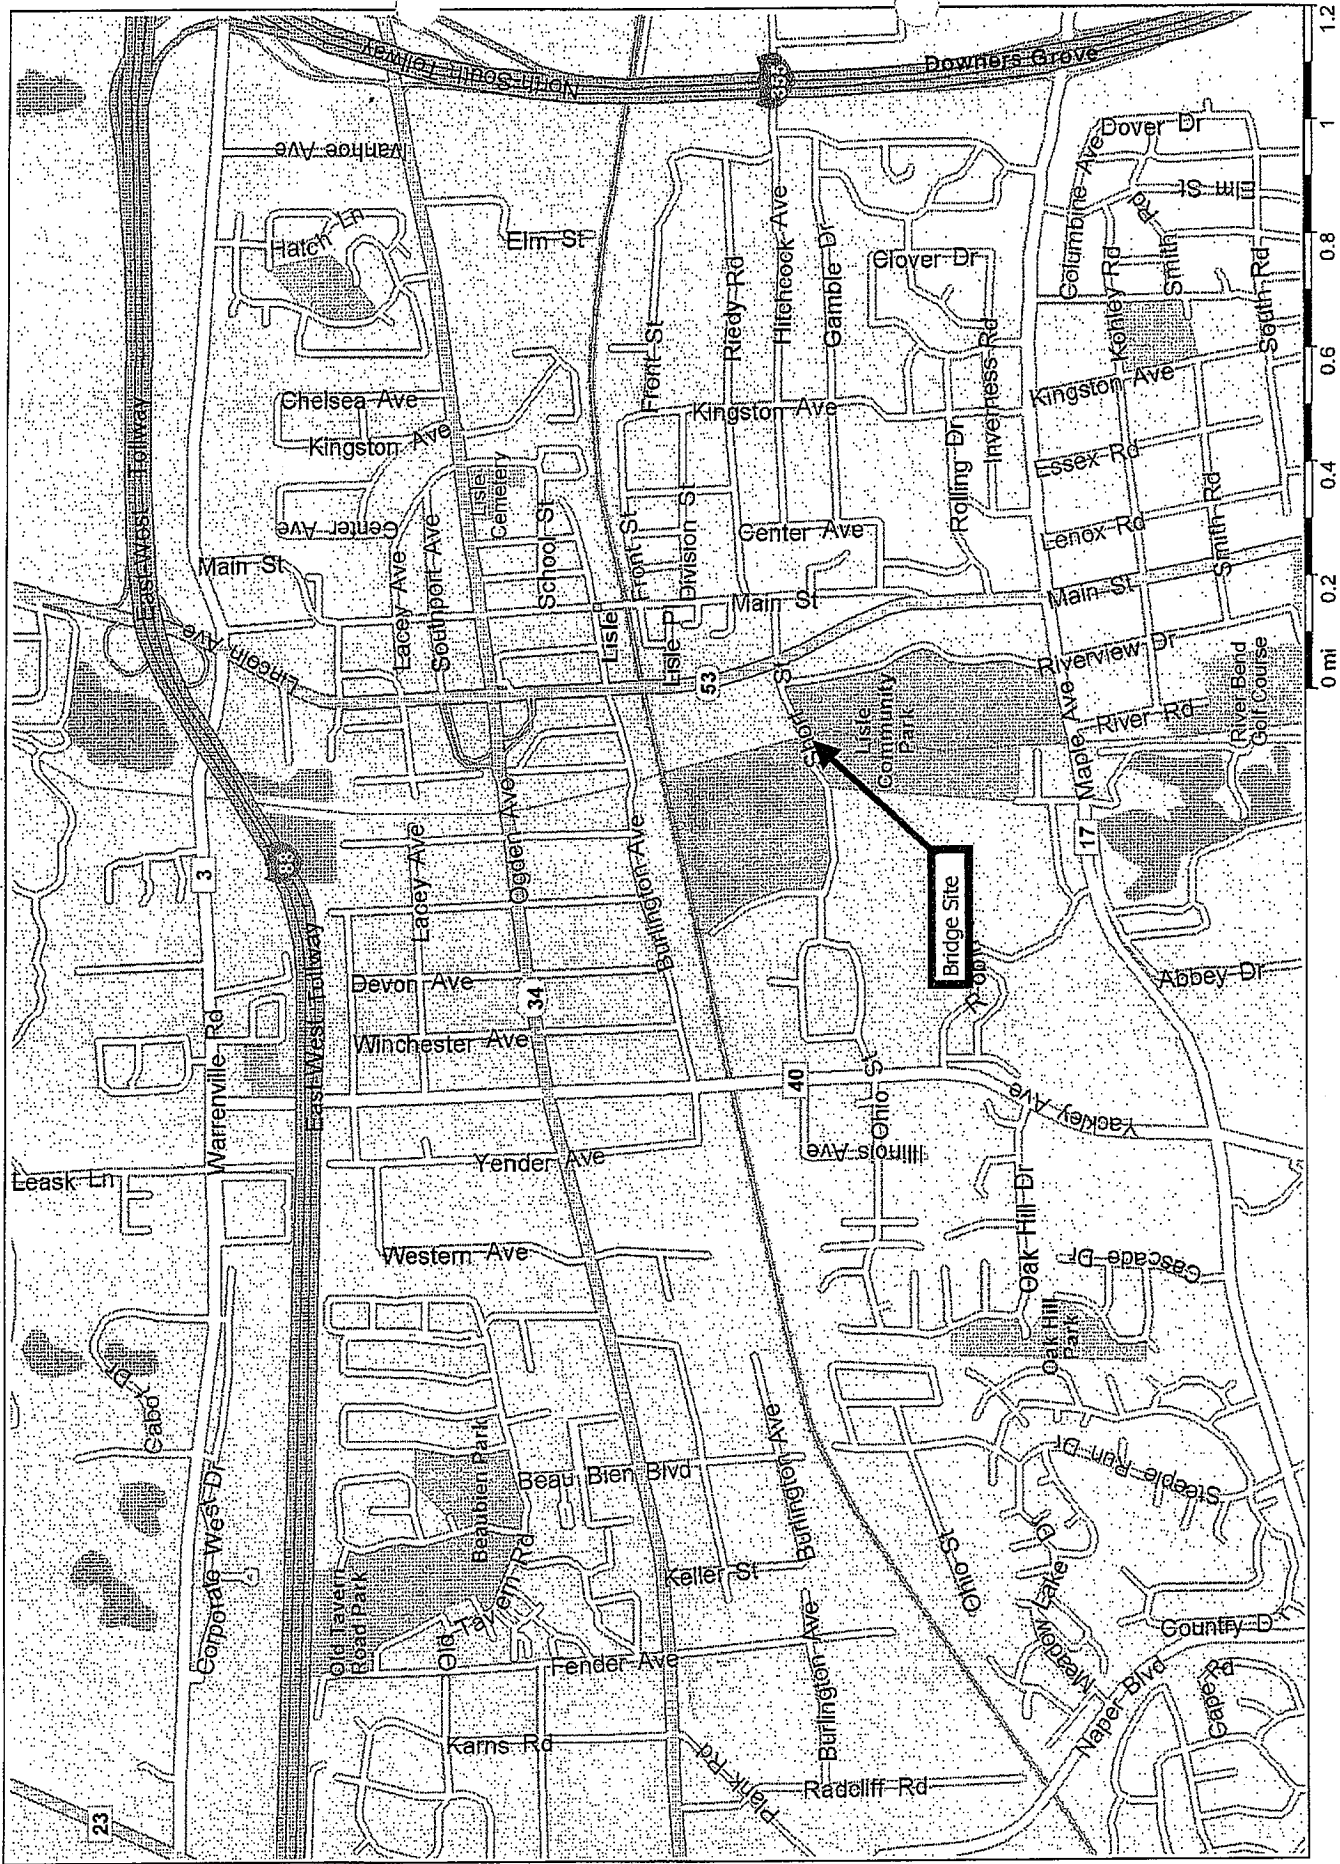 North-South Tollway
Downers Grove
Ivanhoe Ave
Dover Dr
Elm St
Columbine Ave
Hatch Ln
Elm St
Clover Dr
Smith Rd
Hitchcock Ave
Gamble Dr
Riedy Rd
Kohley Rd
South Rd
Front St
Inverness Rd
Chelsea Ave
Kingston Ave
Kingston Ave
Kingston Ave
East-West Tollway
Lisle
Cemetery
Rolling Dr
Essex Rd
Center Ave
School St
Front St
Division St
Center Ave
Lenox Rd
Smith Rd
Main St
Lacey Ave
Southport Ave
Main St
Main St
Lincoln Ave
Lisle
Lisle P
53
Short St
Riverview Dr
River Rd
River Bend
Golf Course
Lisle
Community
Park
Maple Ave
17
3
88
Lacey Ave
Ogden Ave
Burlington Ave
Bridge Site
Devon Ave
34
Abbey Dr
Warrenville Rd
East-West Tollway
Winchester Ave
40
Ohio St
Yackley Ave
Illinois Ave
Leask Ln
Yender Ave
Oak Hill Dr
Western Ave
Cascade Dr
Oak Hill
Park
Cabot Dr
Corporate West Dr
Beaubien Park
Beau Bien Blvd
Burlington Ave
Steeple Run Dr
Ohio St
Keller St
Old Tavern
Road Park
Old Tavern Rd
Meadow Lake Dr
Country D
Fender Ave
Burlington Ave
Naper Blvd
Gape Rd
Karns Rd
Plank Rd
Radcliff Rd
23
0 mi 0.2 0.4 0.6 0.8 1 1.2